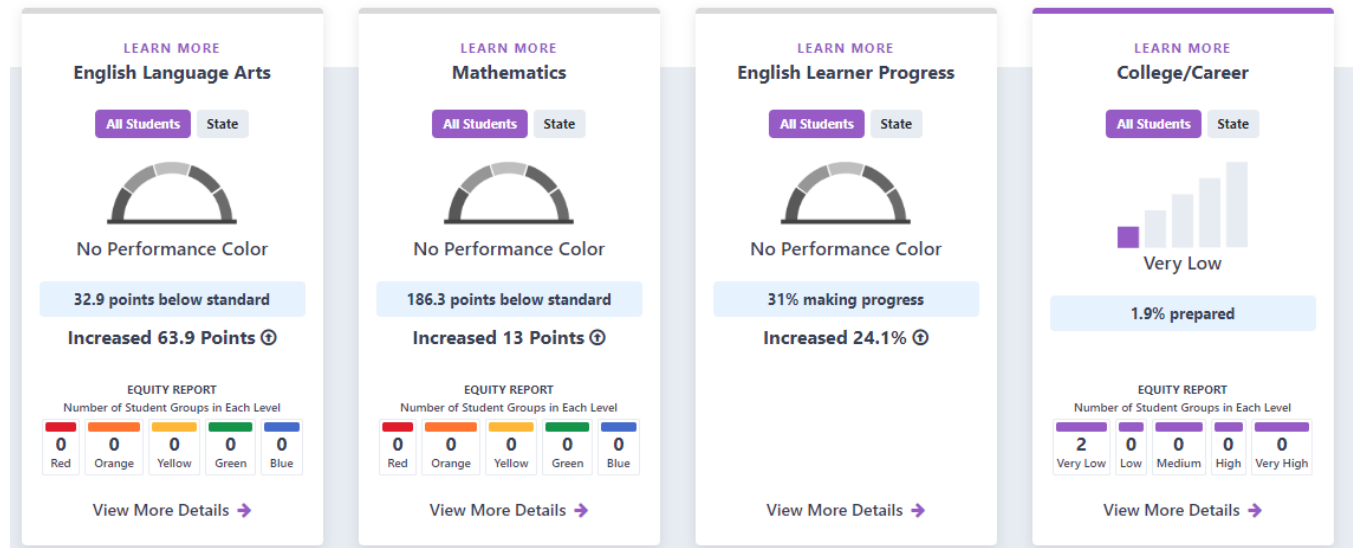 LEARN MORE
English Language Arts
All Students State
No Performance Color
32.9 points below standard
Increased 63.9 Points
EQUITY REPORT
Number of Student Groups in Each Level
0 0 0 0 0
Red Orange Yellow Green Blue
View More Details
LEARN MORE
Mathematics
All Students State
No Performance Color
186.3 points below standard
Increased 13 Points
EQUITY REPORT
Number of Student Groups in Each Level
0 0 0 0 0
Red Orange Yellow Green Blue
View More Details
LEARN MORE
English Learner Progress
All Students State
No Performance Color
31% making progress
Increased 24.1%
View More Details
LEARN MORE
College/Career
All Students State
Very Low
1.9% prepared
EQUITY REPORT
Number of Student Groups in Each Level
2 0 0 0 0
Very Low Low Medium High Very High
View More Details